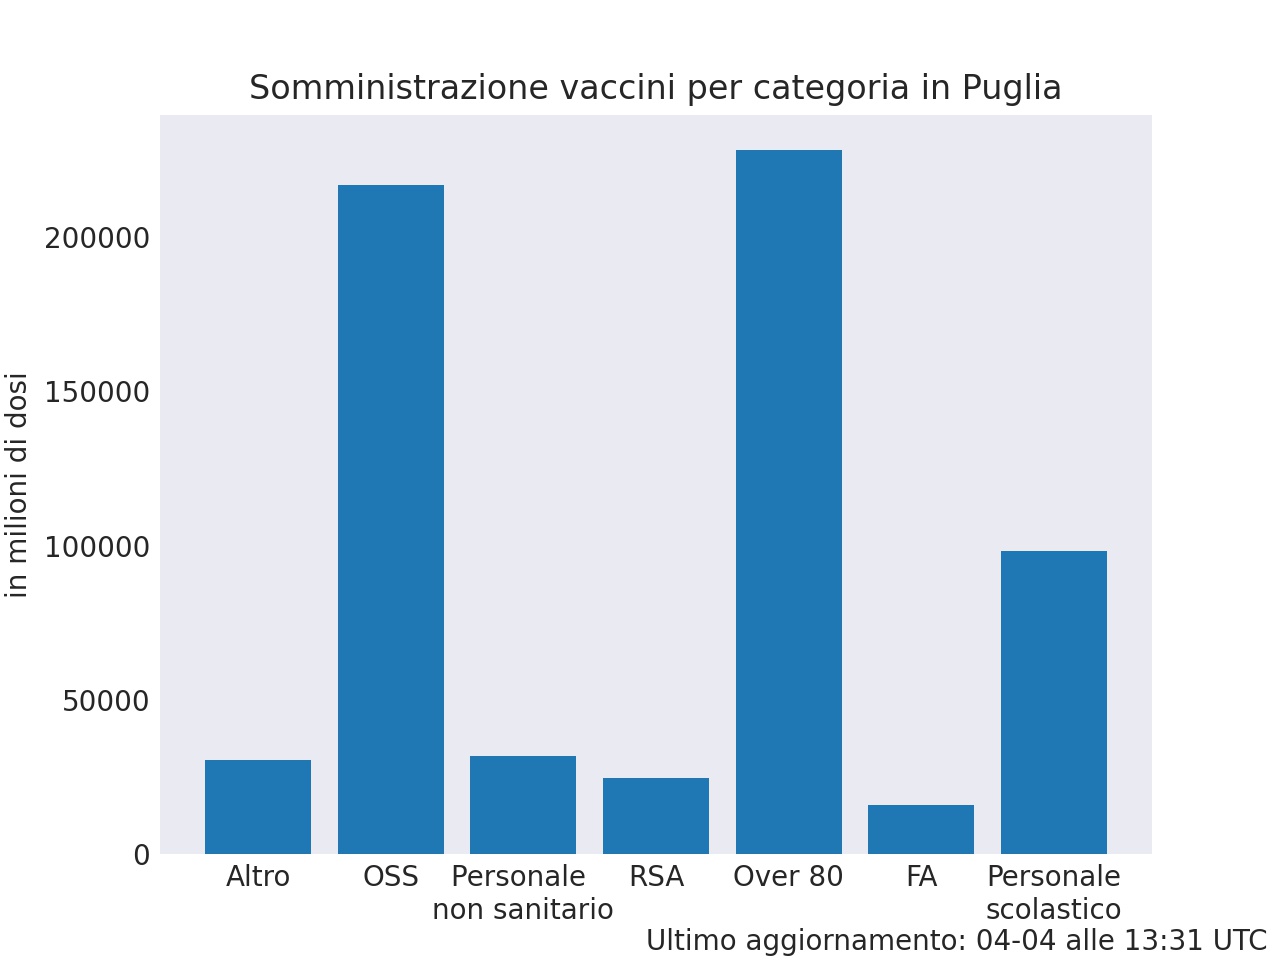 Somministrazione vaccini per categoria in Puglia
in milioni di dosi
200000
150000
100000
50000
0
Altro OSS Personale RSA Over 80 FA Personale
non sanitario scolastico
Ultimo aggiornamento: 04-04 alle 13:31 UTC